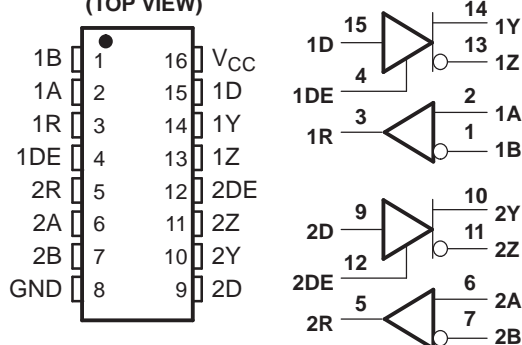 (TOP VIEW)
1B 1 16 VCC
1A 2 15 1D
1R 3 14 1Y
1DE 4 13 1Z
2R 5 12 2DE
2A 6 11 2Z
2B 7 10 2Y
GND 8 9 2D
14 1Y
15 1D
13 1Z
4 1DE
2 1A
3 1R
1 1B
10 2Y
9 2D
11 2Z
12 2DE
6 2A
5 2R
7 2B